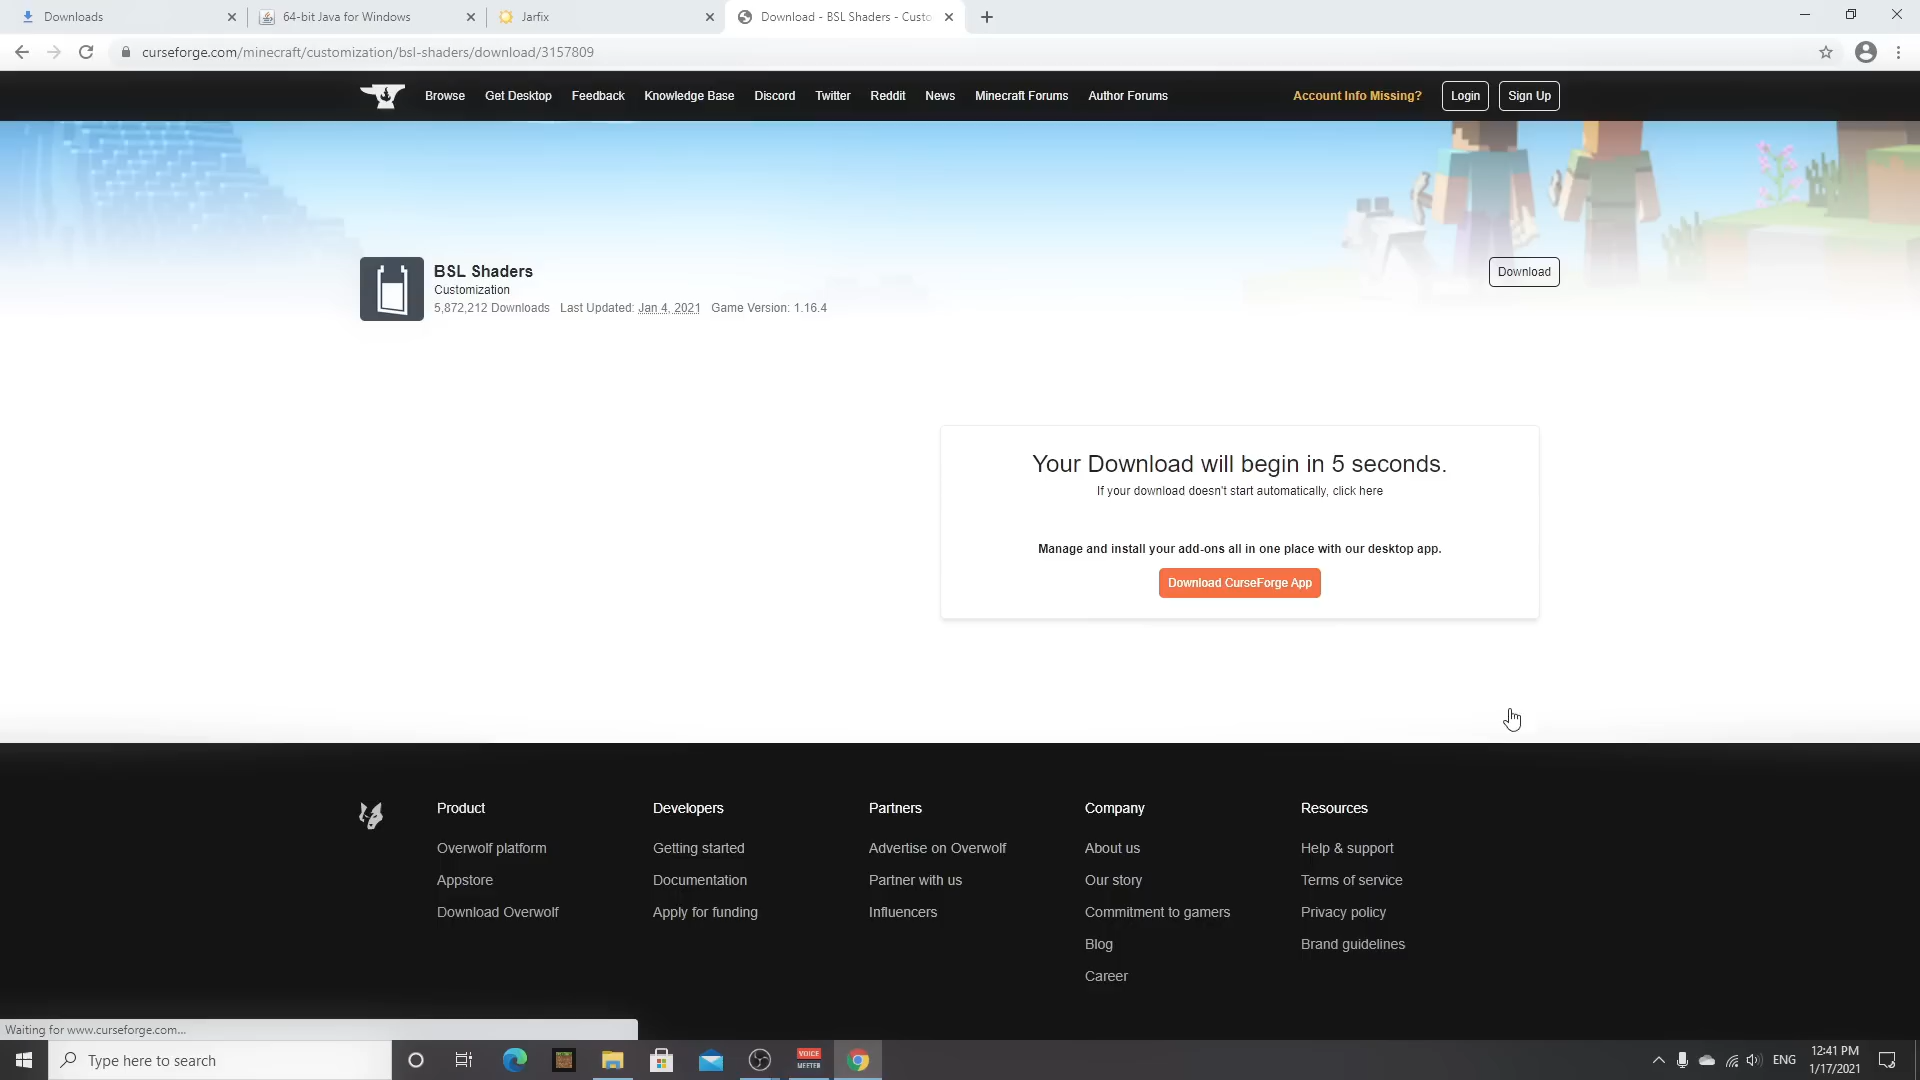 Downloads
64-bit Java for Windows
Jarfix
Download - BSL Shaders - Custo
curseforge.com/minecraft/customization/bsl-shaders/download/3157809
Browse Get Desktop Feedback Knowledge Base Discord Twitter Reddit News Minecraft Forums Author Forums Account Info Missing? Login Sign Up
BSL Shaders
Customization
5,872,212 Downloads Last Updated: Jan 4, 2021 Game Version: 1.16.4
Download
Your Download will begin in 5 seconds.
If your download doesn't start automatically, click here
Manage and install your add-ons all in one place with our desktop app.
Download CurseForge App
Product
Overwolf platform
Appstore
Download Overwolf
Developers
Getting started
Documentation
Apply for funding
Partners
Advertise on Overwolf
Partner with us
Influencers
Company
About us
Our story
Commitment to gamers
Blog
Career
Resources
Help & support
Terms of service
Privacy policy
Brand guidelines
Waiting for www.curseforge.com...
Type here to search
VOICE
MEETER
ENG
12:41 PM
1/17/2021